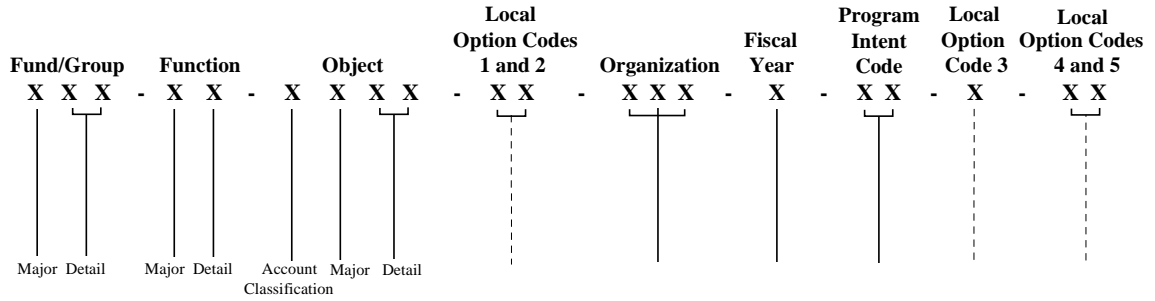 Local Program Local Local
Option Codes Fiscal Intent Option Option Codes
Fund/Group Function Object 1 and 2 Organization Year Code Code 3 4 and 5
X X X - X X - X X X X - X X - X X X - X - X X - X - X X
Major Detail Major Detail Account Major Detail
Classification